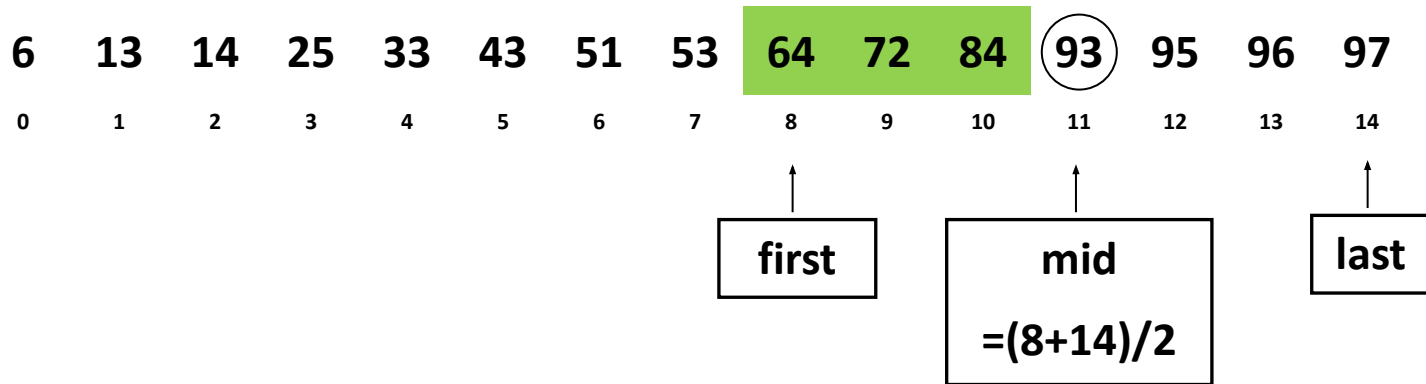 6 13 14 25 33 43 51 53 64 72 84 93 95 96 97
0 1 2 3 4 5 6 7 8 9 10 11 12 13 14
first
mid
=(8+14)/2
last